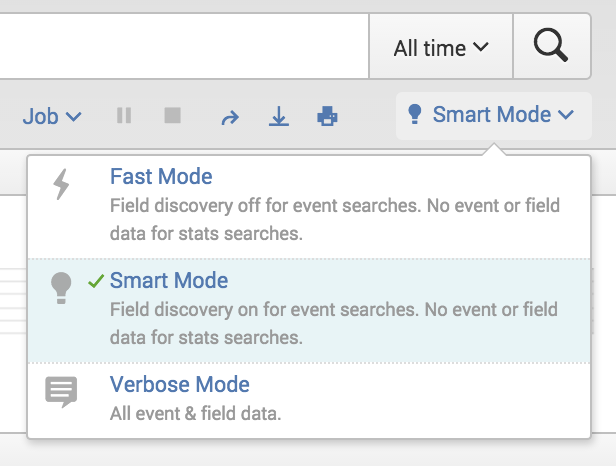 All time
Job
Smart Mode
Fast Mode
Field discovery off for event searches. No event or field
data for stats searches.
Smart Mode
Field discovery on for event searches. No event or field
data for stats searches.
Verbose Mode
All event & field data.